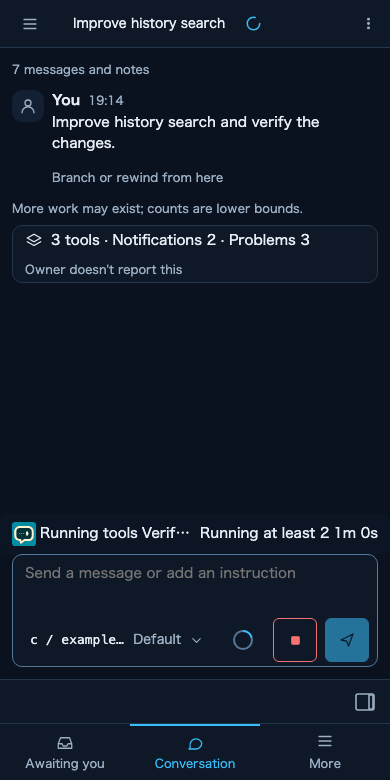 Improve history search
7 messages and notes
You 19:14
Improve history search and verify the
changes.
Branch or rewind from here
More work may exist; counts are lower bounds.
3 tools · Notifications 2 · Problems 3
Owner doesn't report this
Running tools Verif… Running at least 2 1m 0s
Send a message or add an instruction
c / example… Default
Awaiting you Conversation More